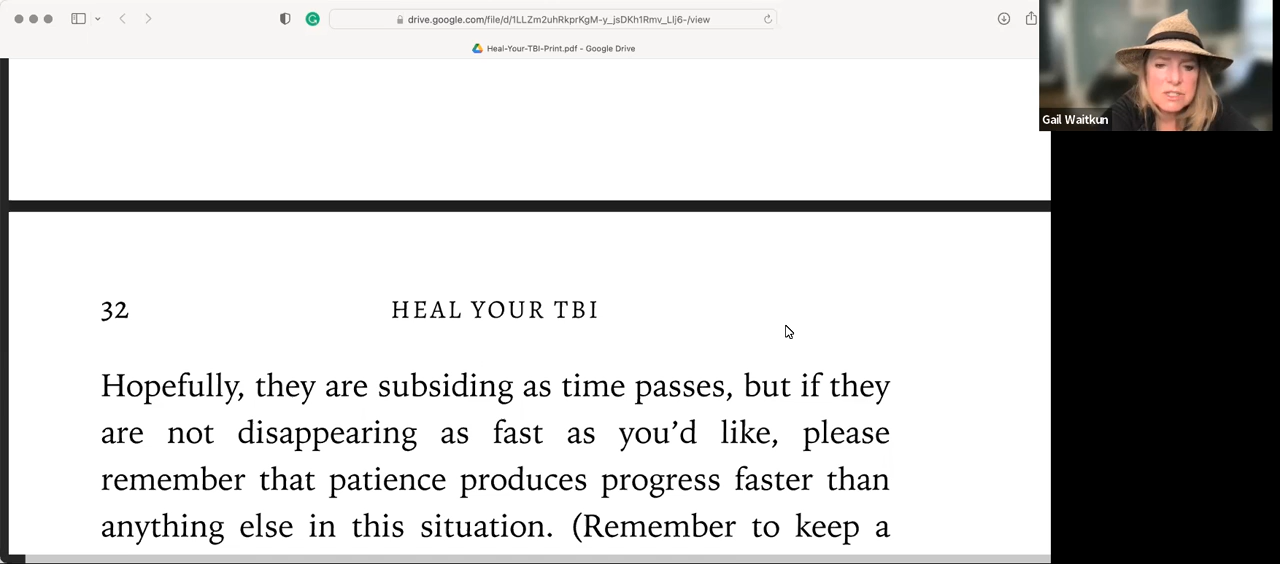 drive.google.com/file/d/1LLZm2uhRkprKgM-y_jsDKh1Rmv_LIj6-/view
Heal-Your-TBI-Print.pdf - Google Drive
Gail Waitkun
32 HEAL YOUR TBI
Hopefully, they are subsiding as time passes, but if they
are not disappearing as fast as you’d like, please
remember that patience produces progress faster than
anything else in this situation. (Remember to keep a